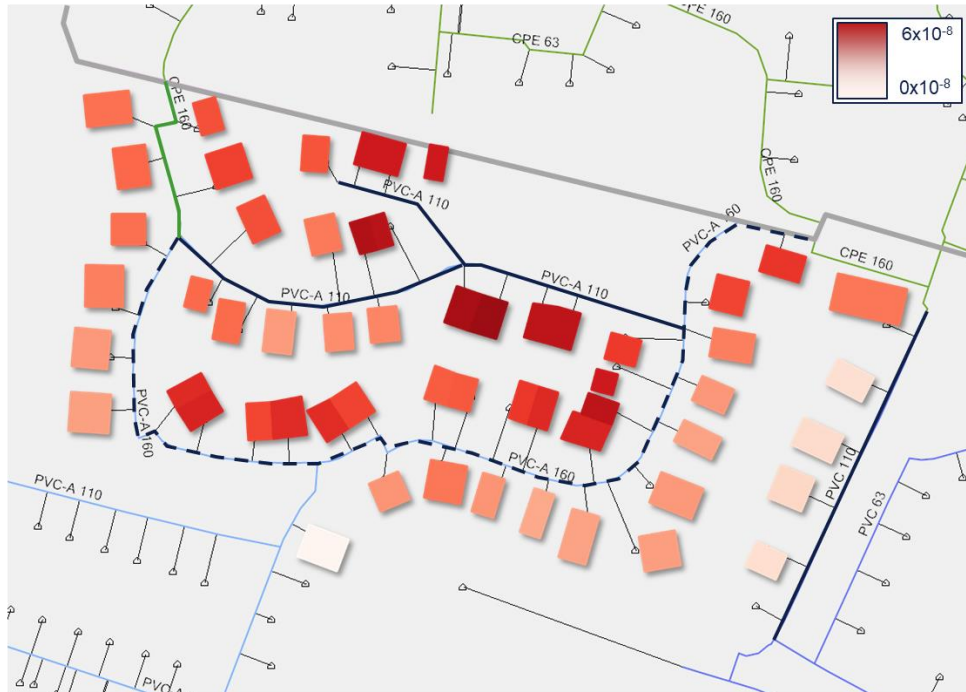 CPE 160
CPE 63
6x10⁻⁸
0x10⁻⁸
CPE 160
CPE 160
PVC-A 110
PVC-A 160
CPE 160
PVC-A 110
PVC-A 110
PVC-A 160
PVC-A 160
PVC 110
PVC-A 110
PVC 63
PVC-A